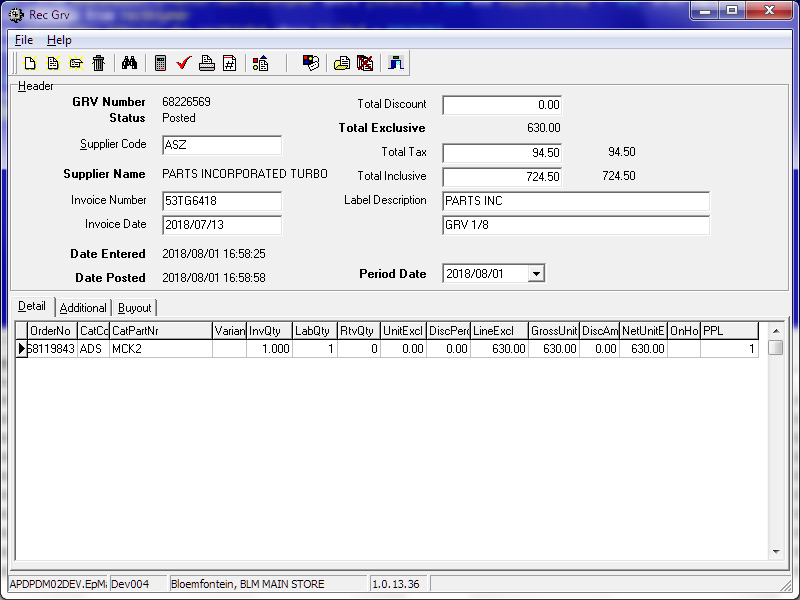 Rec Grv
File Help
Header
GRV Number 68226569
Status Posted
Supplier Code ASZ
Supplier Name PARTS INCORPORATED TURBO
Invoice Number 53TG6418
Invoice Date 2018/07/13
Date Entered 2018/08/01 16:58:25
Date Posted 2018/08/01 16:58:58
Total Discount 0.00
Total Exclusive 630.00
Total Tax 94.50 94.50
Total Inclusive 724.50 724.50
Label Description PARTS INC
GRV 1/8
Period Date 2018/08/01
Detail Additional Buyout
OrderNo CatCo CatPartNr Varian InvQty LabQty RtvQty UnitExcl DiscPerc LineExcl GrossUnit DiscAm NetUnitE OnHo PPL
68119843 ADS MCK2 1.000 1 0 0.00 0.00 630.00 630.00 0.00 630.00 1
APDPDM02DEV.EpMa Dev004 Bloemfontein, BLM MAIN STORE 1.0.13.36